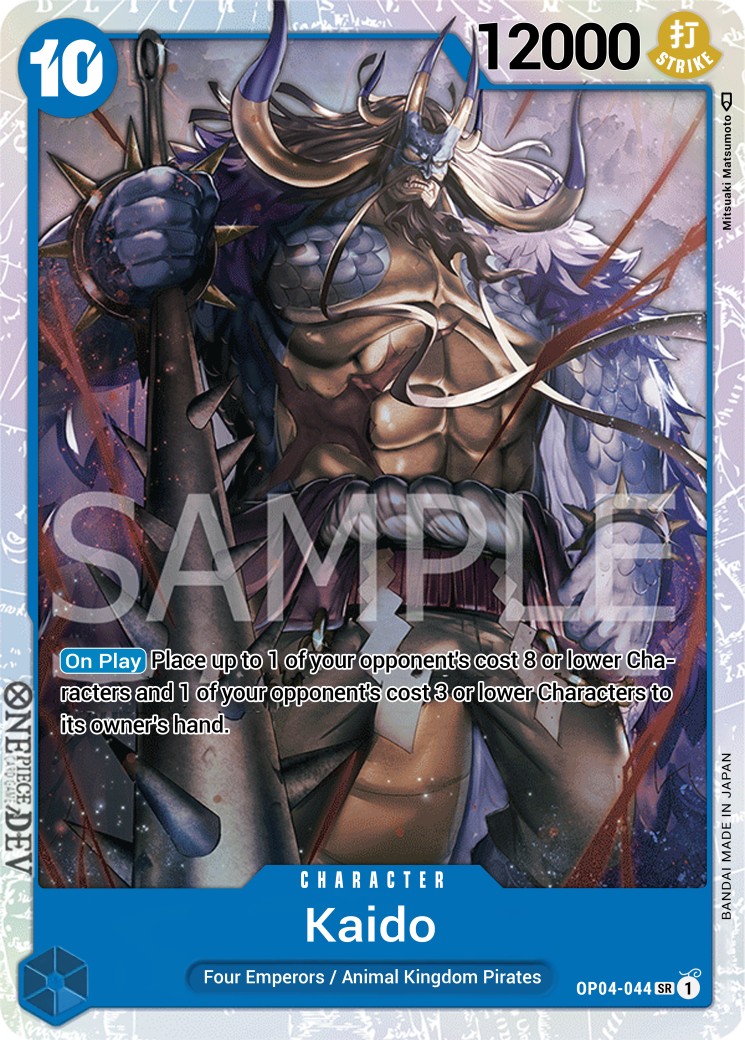 10
12000
打
STRIKE
Mitsuaki Matsumoto
SAMPLE
On Play Place up to 1 of your opponent's cost 8 or lower Cha-
racters and 1 of your opponent's cost 3 or lower Characters to
its owner's hand.
ONE PIECE.DEV
BANDAI MADE IN JAPAN
CHARACTER
Kaido
Four Emperors / Animal Kingdom Pirates
OP04-044 SR 1